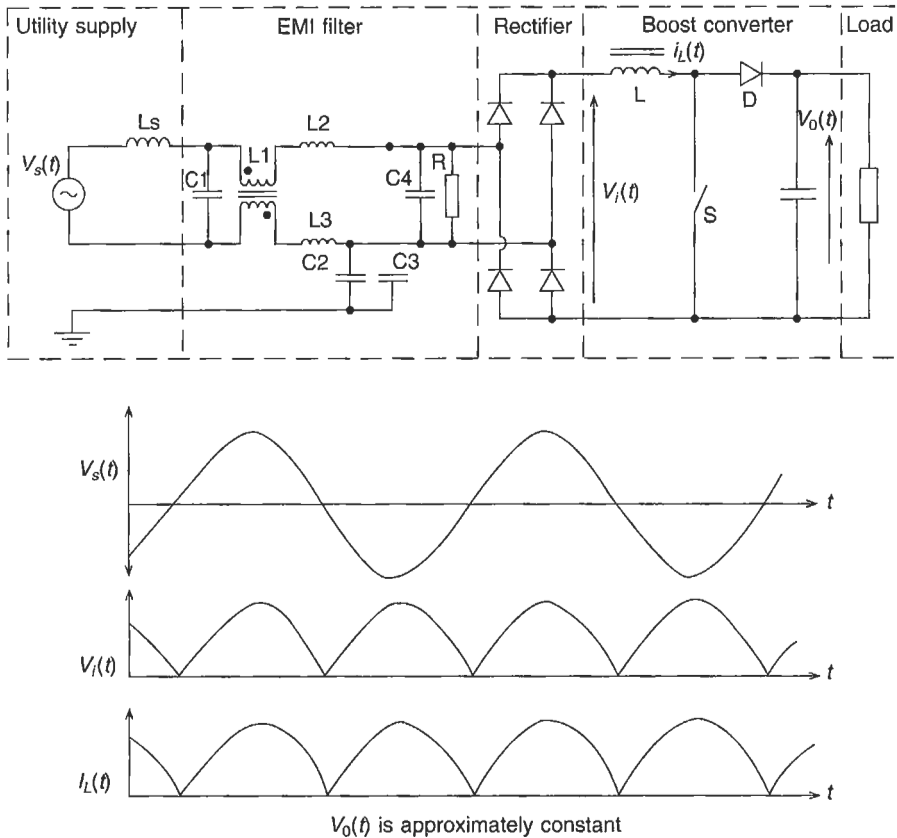 Utility supply
EMI filter
Rectifier
Boost converter
Load
i_L(t)
L
D
V_0(t)
Ls
L2
L1
R
V_s(t)
C1
C4
V_i(t)
S
L3
C2
C3
V_s(t)
t
V_i(t)
t
I_L(t)
t
V_0(t) is approximately constant